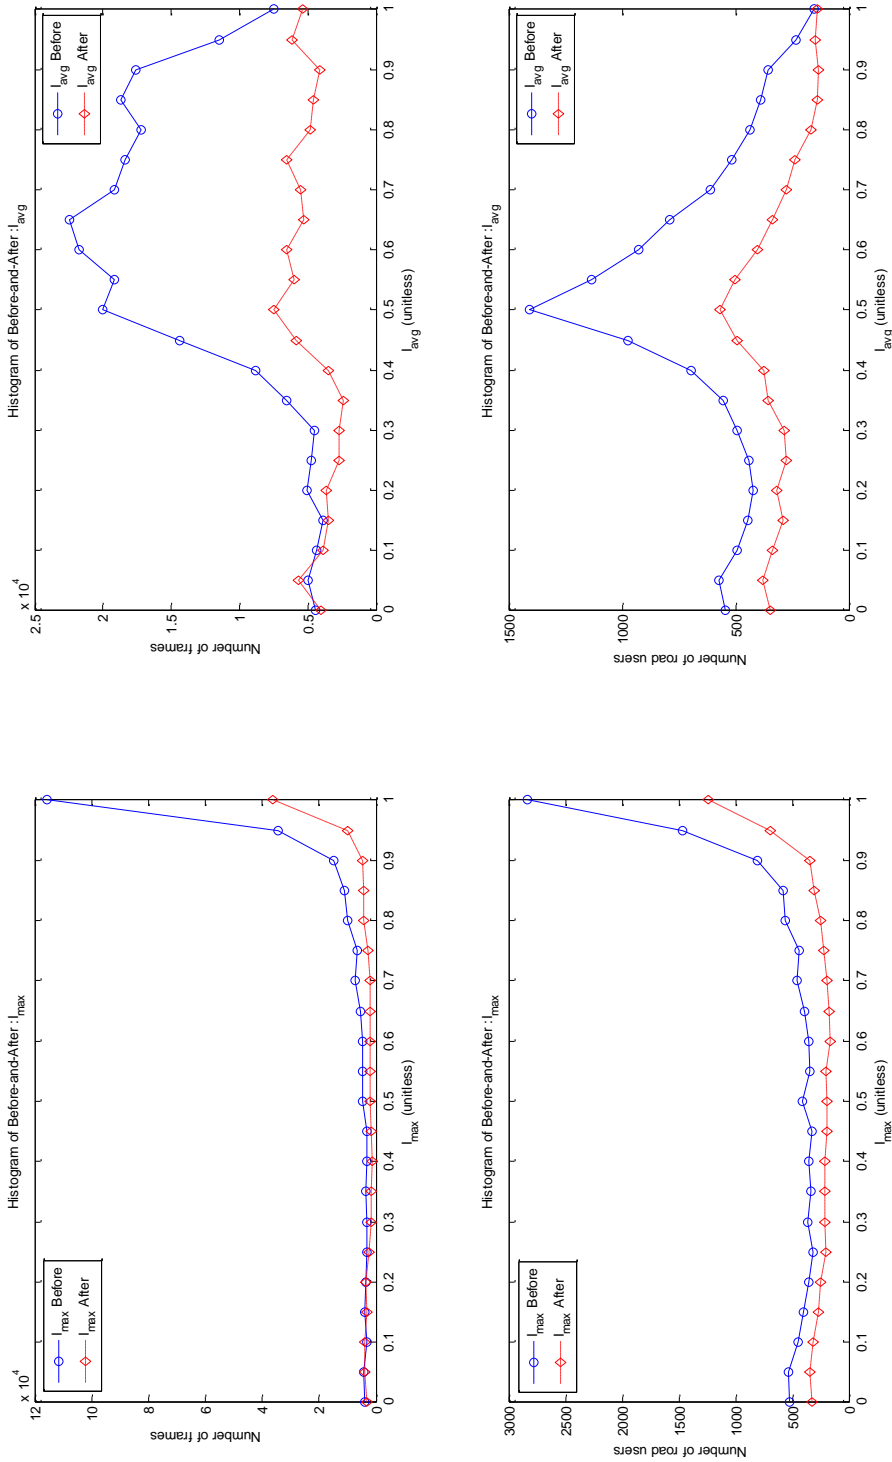 Histogram of Before-and-After : I_max
x 10^4
12
10
8
6
4
2
0
Number of frames
I_max Before
I_max After
0 0.1 0.2 0.3 0.4 0.5 0.6 0.7 0.8 0.9 1
I_max (unitless)
Histogram of Before-and-After : I_avg
x 10^4
2.5
2
1.5
1
0.5
0
Number of frames
I_avg Before
I_avg After
0 0.1 0.2 0.3 0.4 0.5 0.6 0.7 0.8 0.9 1
I_avg (unitless)
Histogram of Before-and-After : I_max
3000
2500
2000
1500
1000
500
0
Number of road users
I_max Before
I_max After
0 0.1 0.2 0.3 0.4 0.5 0.6 0.7 0.8 0.9 1
I_max (unitless)
Histogram of Before-and-After : I_avg
1500
1000
500
0
Number of road users
I_avg Before
I_avg After
0 0.1 0.2 0.3 0.4 0.5 0.6 0.7 0.8 0.9 1
I_avg (unitless)